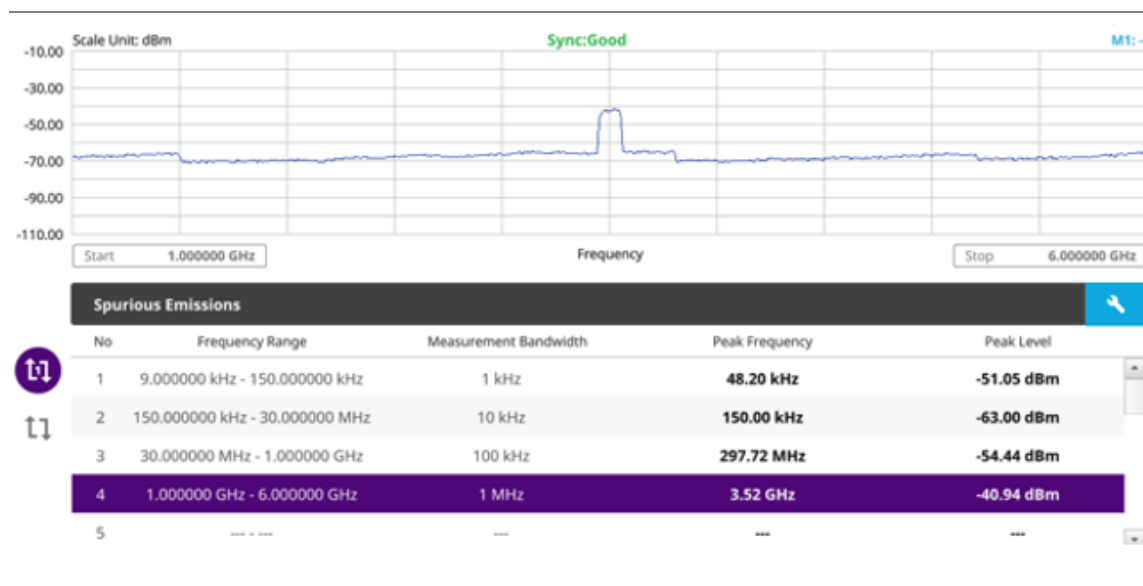 Scale Unit: dBm Sync:Good M1: -
-10.00
-30.00
-50.00
-70.00
-90.00
-110.00
Start 1.000000 GHz Frequency Stop 6.000000 GHz
Spurious Emissions
No Frequency Range Measurement Bandwidth Peak Frequency Peak Level
1 9.000000 kHz - 150.000000 kHz 1 kHz 48.20 kHz -51.05 dBm
2 150.000000 kHz - 30.000000 MHz 10 kHz 150.00 kHz -63.00 dBm
3 30.000000 MHz - 1.000000 GHz 100 kHz 297.72 MHz -54.44 dBm
4 1.000000 GHz - 6.000000 GHz 1 MHz 3.52 GHz -40.94 dBm
5 --- - --- --- --- ---
1